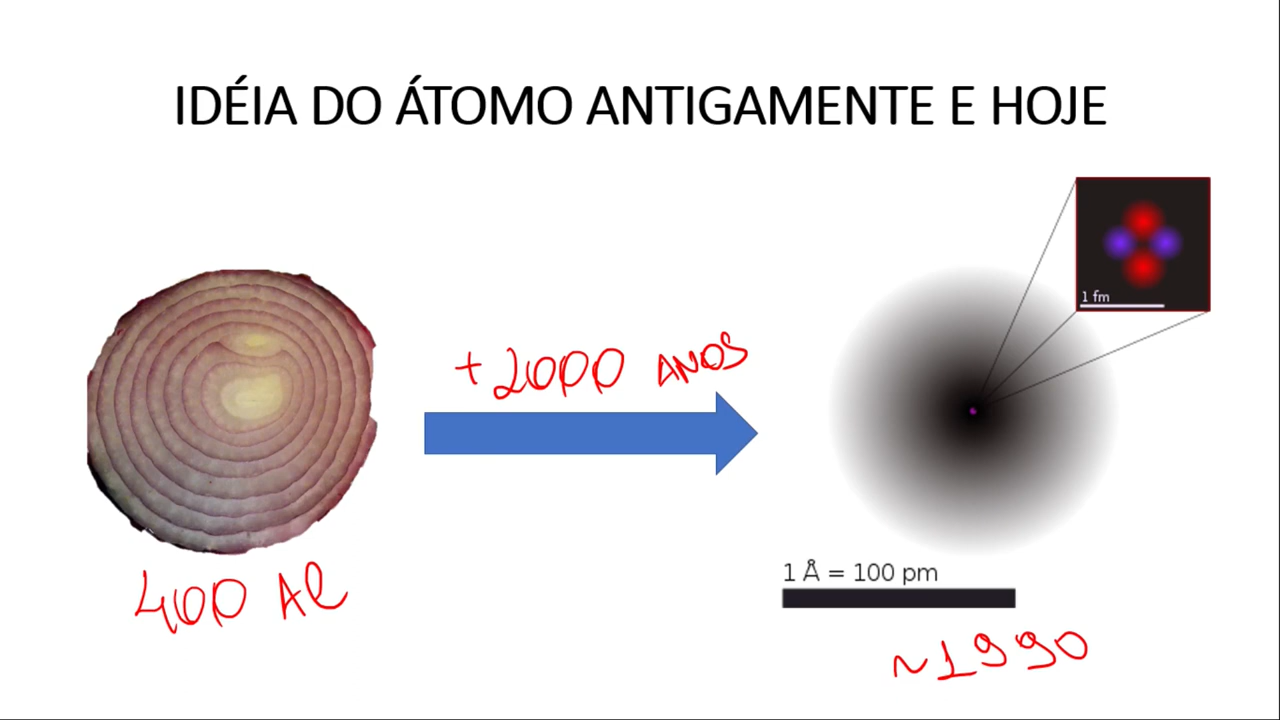 IDÉIA DO ÁTOMO ANTIGAMENTE E HOJE
1 fm
+2000 ANOS
400 AC
1 Å = 100 pm
~1990